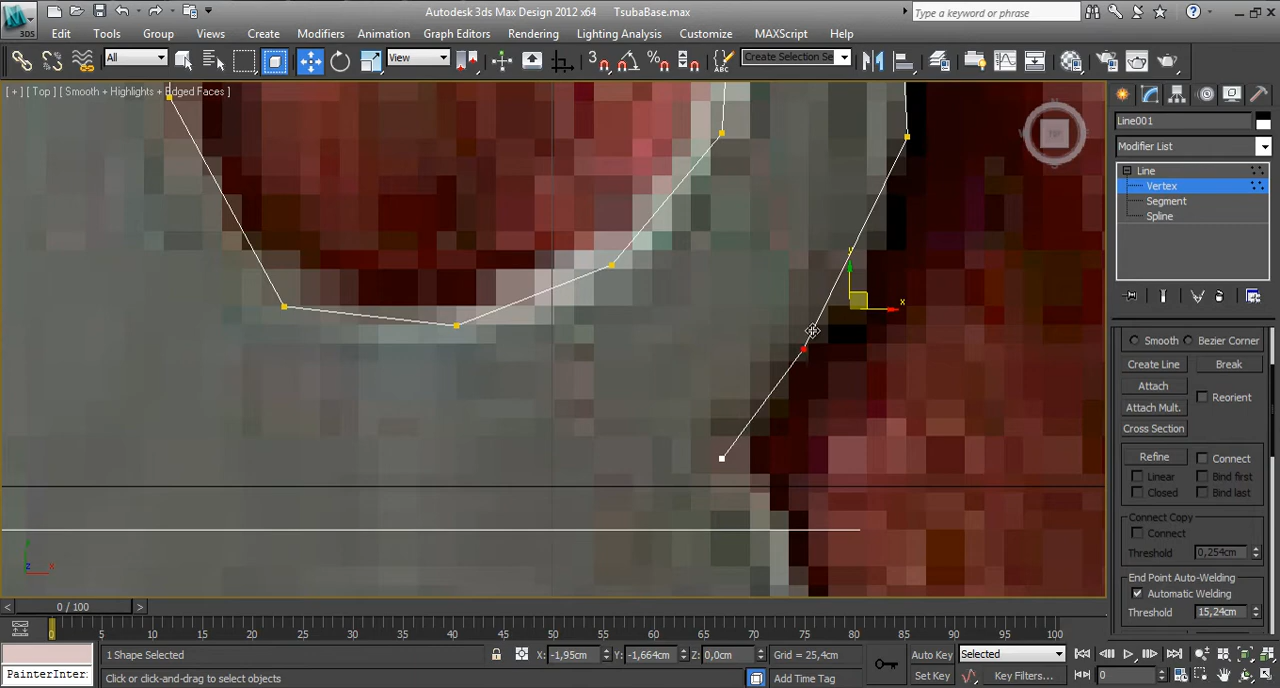 Autodesk 3ds Max Design 2012 x64 TsubaBase.max
Type a keyword or phrase
3DS
Edit Tools Group Views Create Modifiers Animation Graph Editors Rendering Lighting Analysis Customize MAXScript Help
All View 3 Create Selection Se
[ + ] [ Top ] [ Smooth + Highlights + Edged Faces ]
Line001
Modifier List
Line
Vertex
Segment
Spline
y
x
Smooth Bezier Corner
Create Line Break
Attach
Reorient
Attach Mult.
Cross Section
Refine Connect
Linear Bind first
Closed Bind last
Connect Copy
Connect
Threshold 0,254cm
End Point Auto-Welding
Automatic Welding
Threshold 15,24cm
z x
< 0 / 100 >
0 5 10 15 20 25 30 35 40 45 50 55 60 65 70 75 80 85 90 95 100
1 Shape Selected X: -1,95cm Y: -1,664cm Z: 0,0cm Grid = 25,4cm Auto Key Selected
PainterInter: Click or click-and-drag to select objects Add Time Tag Set Key Key Filters... 0